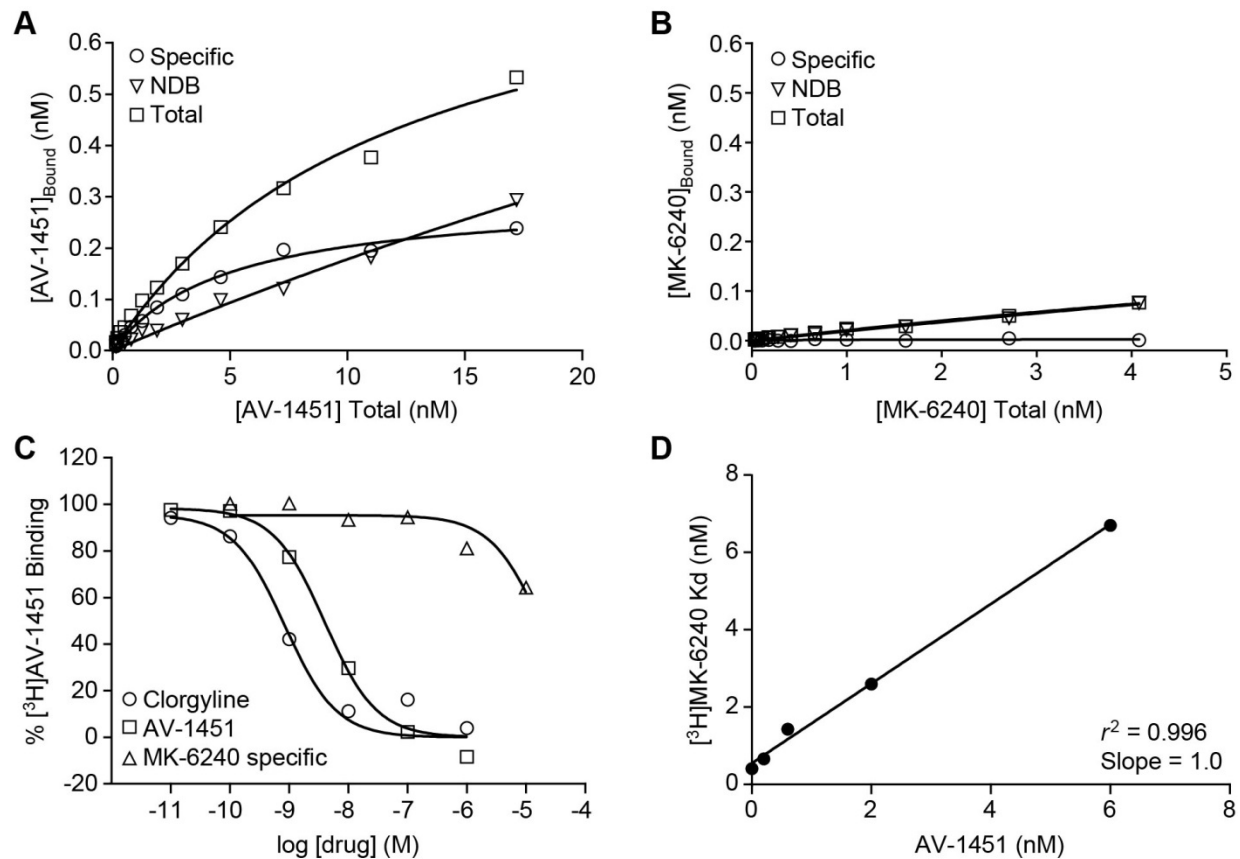 A
[AV-1451]Bound (nM)
0.6
0.5
0.4
0.3
0.2
0.1
0.0
Specific
NDB
Total
0 5 10 15 20
[AV-1451] Total (nM)
B
[MK-6240]Bound (nM)
0.6
0.5
0.4
0.3
0.2
0.1
0.0
Specific
NDB
Total
0 1 2 3 4 5
[MK-6240] Total (nM)
C
% [³H]AV-1451 Binding
120
100
80
60
40
20
0
-20
Clorgyline
AV-1451
MK-6240 specific
-11 -10 -9 -8 -7 -6 -5 -4
log [drug] (M)
D
[³H]MK-6240 Kd (nM)
8
6
4
2
0
r² = 0.996
Slope = 1.0
0 2 4 6 8
AV-1451 (nM)